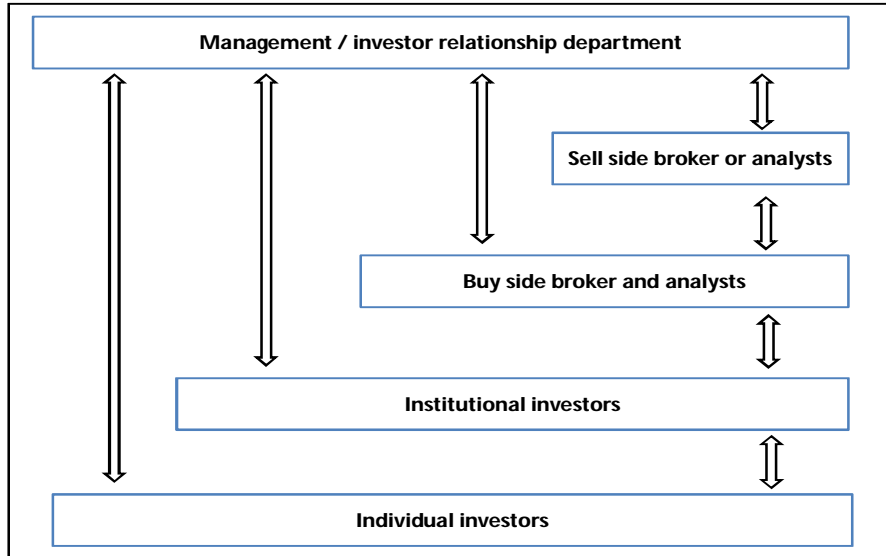 Management / investor relationship department
Sell side broker or analysts
Buy side broker and analysts
Institutional investors
Individual investors